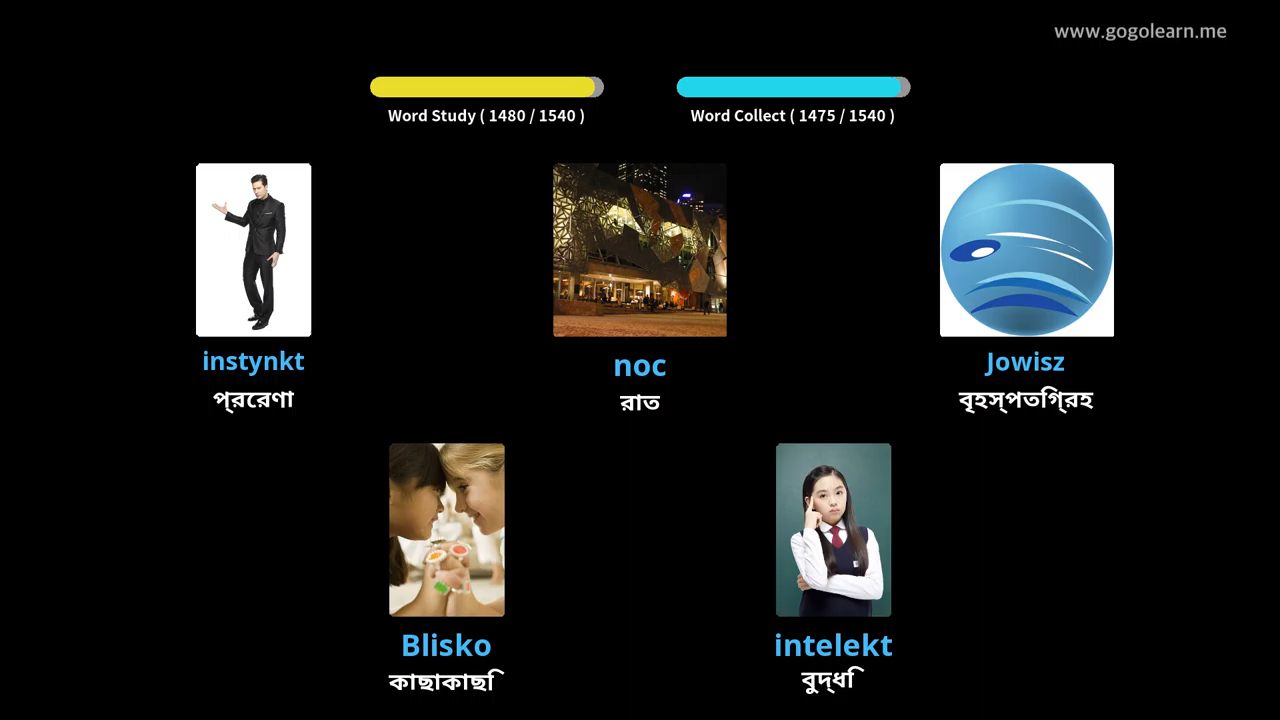 www.gogolearn.me
Word Study ( 1480 / 1540 )
Word Collect ( 1475 / 1540 )
instynkt
প্রেরণা
noc
রাত
Jowisz
বৃহস্পতিগ্রহ
Blisko
কাছাকাছি
intelekt
বুদ্ধি